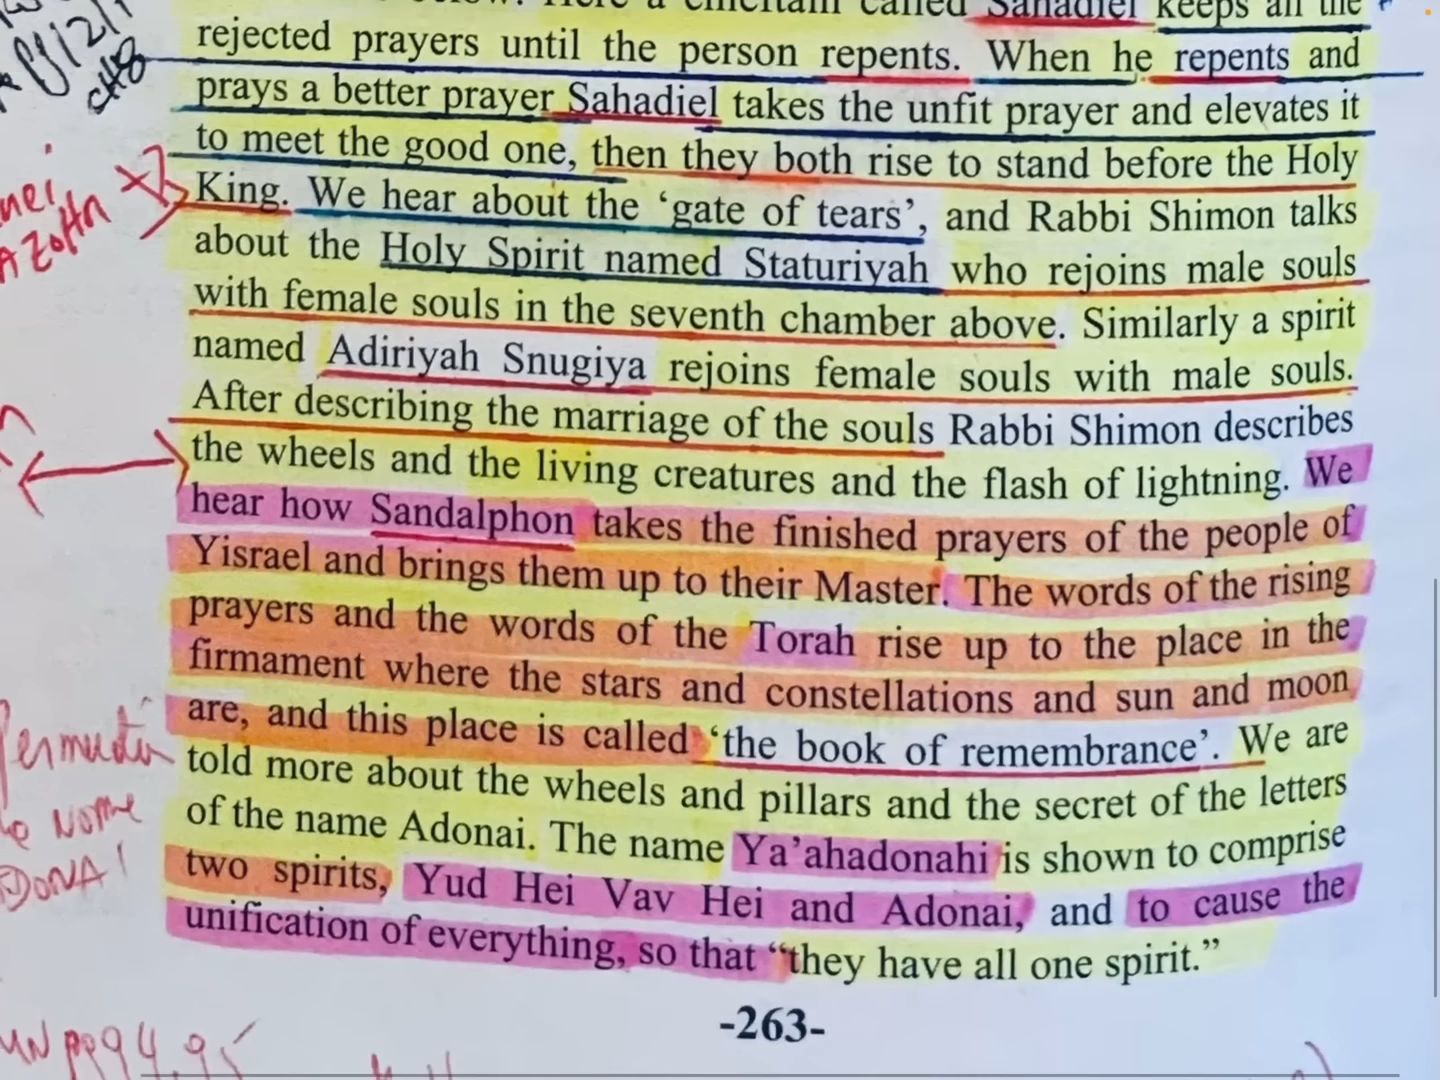 called Sahadiel keeps all the
rejected prayers until the person repents. When he repents and
prays a better prayer Sahadiel takes the unfit prayer and elevates it
to meet the good one, then they both rise to stand before the Holy
King. We hear about the ‘gate of tears’, and Rabbi Shimon talks
about the Holy Spirit named Staturiyah who rejoins male souls
with female souls in the seventh chamber above. Similarly a spirit
named Adiriyah Snugiya rejoins female souls with male souls.
After describing the marriage of the souls Rabbi Shimon describes
the wheels and the living creatures and the flash of lightning. We
hear how Sandalphon takes the finished prayers of the people of
Yisrael and brings them up to their Master. The words of the rising
prayers and the words of the Torah rise up to the place in the
firmament where the stars and constellations and sun and moon
are, and this place is called ‘the book of remembrance’. We are
told more about the wheels and pillars and the secret of the letters
of the name Adonai. The name Ya’ahadonahi is shown to comprise
two spirits, Yud Hei Vav Hei and Adonai, and to cause the
unification of everything, so that “they have all one spirit.”
-263-
NOME
94.95